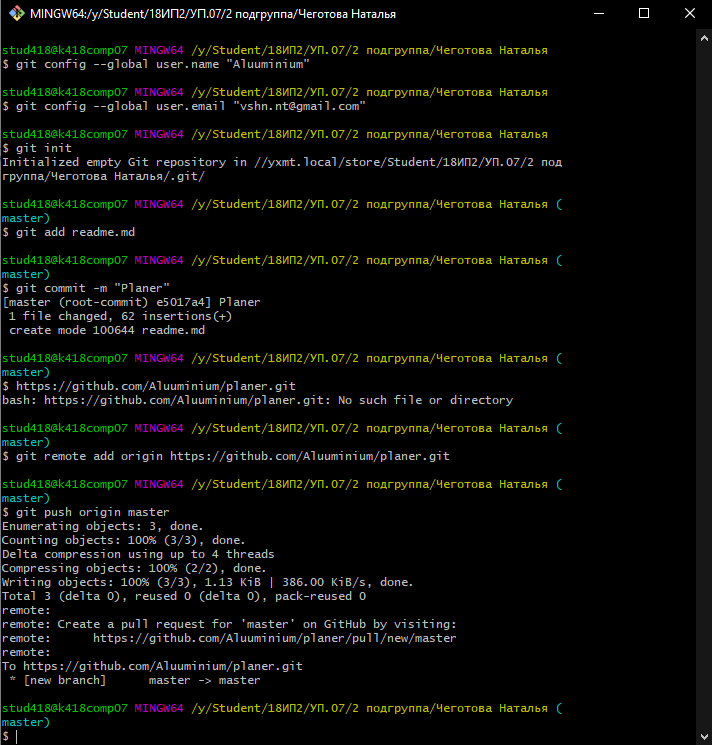 MINGW64:/y/Student/18ИП2/УП.07/2 подгруппа/Чеготова Наталья
stud418@k418comp07 MINGW64 /y/Student/18ИП2/УП.07/2 подгруппа/Чеготова Наталья
$ git config --global user.name "Aluuminium"
stud418@k418comp07 MINGW64 /y/Student/18ИП2/УП.07/2 подгруппа/Чеготова Наталья
$ git config --global user.email "vshn.nt@gmail.com"
stud418@k418comp07 MINGW64 /y/Student/18ИП2/УП.07/2 подгруппа/Чеготова Наталья
$ git init
Initialized empty Git repository in //yxmt.local/store/Student/18ИП2/УП.07/2 под
группа/Чеготова Наталья/.git/
stud418@k418comp07 MINGW64 /y/Student/18ИП2/УП.07/2 подгруппа/Чеготова Наталья (
master)
$ git add readme.md
stud418@k418comp07 MINGW64 /y/Student/18ИП2/УП.07/2 подгруппа/Чеготова Наталья (
master)
$ git commit -m "Planer"
[master (root-commit) e5017a4] Planer
 1 file changed, 62 insertions(+)
 create mode 100644 readme.md
stud418@k418comp07 MINGW64 /y/Student/18ИП2/УП.07/2 подгруппа/Чеготова Наталья (
master)
$ https://github.com/Aluuminium/planer.git
bash: https://github.com/Aluuminium/planer.git: No such file or directory
stud418@k418comp07 MINGW64 /y/Student/18ИП2/УП.07/2 подгруппа/Чеготова Наталья (
master)
$ git remote add origin https://github.com/Aluuminium/planer.git
stud418@k418comp07 MINGW64 /y/Student/18ИП2/УП.07/2 подгруппа/Чеготова Наталья (
master)
$ git push origin master
Enumerating objects: 3, done.
Counting objects: 100% (3/3), done.
Delta compression using up to 4 threads
Compressing objects: 100% (2/2), done.
Writing objects: 100% (3/3), 1.13 KiB | 386.00 KiB/s, done.
Total 3 (delta 0), reused 0 (delta 0), pack-reused 0
remote:
remote: Create a pull request for 'master' on GitHub by visiting:
remote:      https://github.com/Aluuminium/planer/pull/new/master
remote:
To https://github.com/Aluuminium/planer.git
 * [new branch]      master -> master
stud418@k418comp07 MINGW64 /y/Student/18ИП2/УП.07/2 подгруппа/Чеготова Наталья (
master)
$